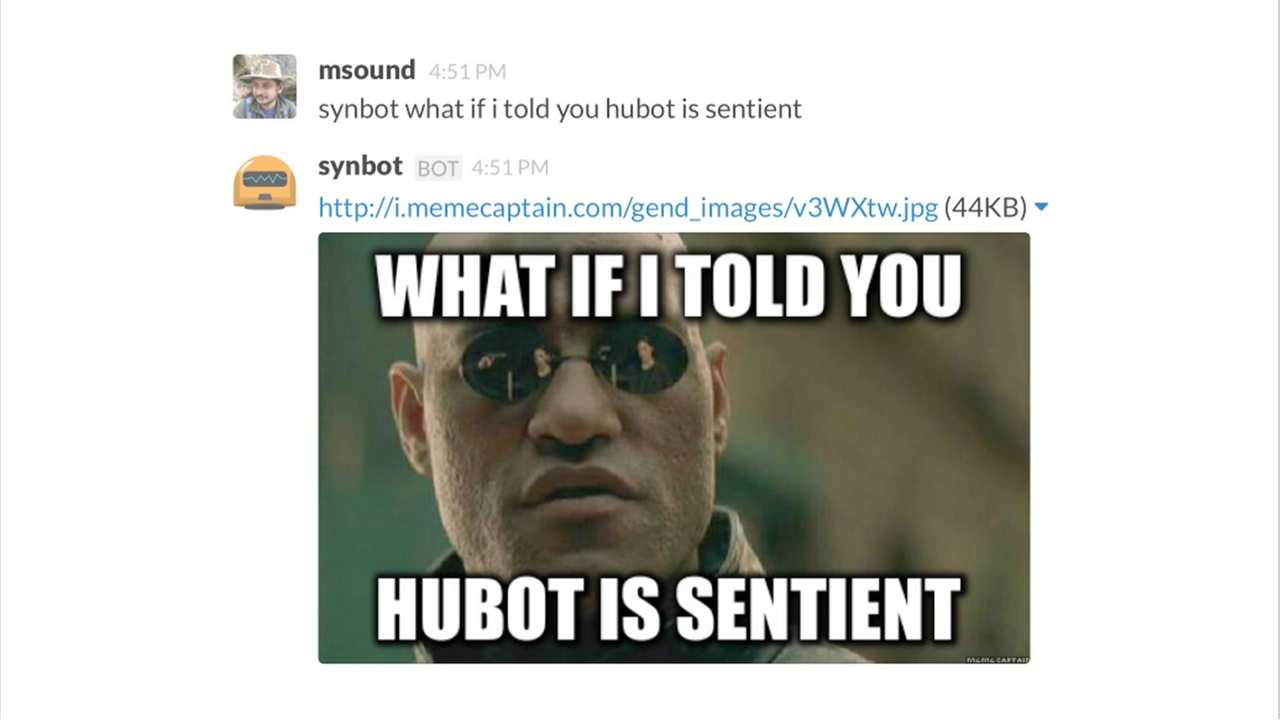 msound 4:51 PM
synbot what if i told you hubot is sentient
synbot BOT 4:51 PM
http://i.memecaptain.com/gend_images/v3WXtw.jpg (44KB)
WHAT IF I TOLD YOU
HUBOT IS SENTIENT
MEMECAPTAIN